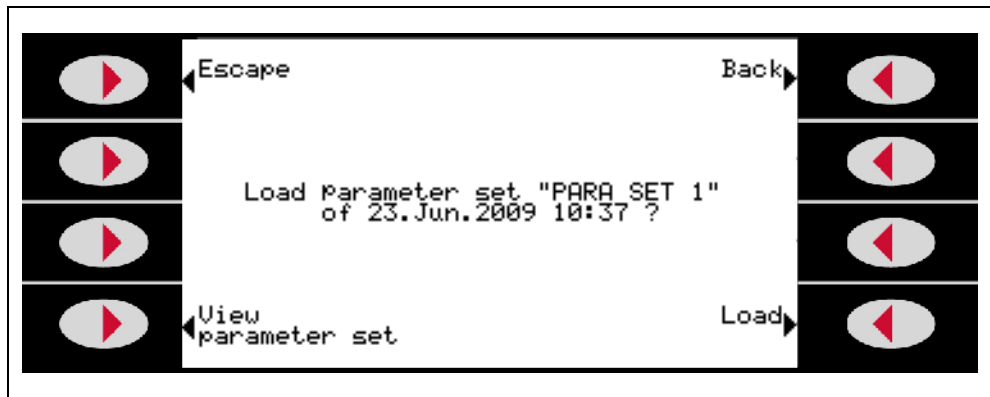 Escape
Back
Load parameter set "PARA SET 1"
of 23.Jun.2009 10:37 ?
View
parameter set
Load